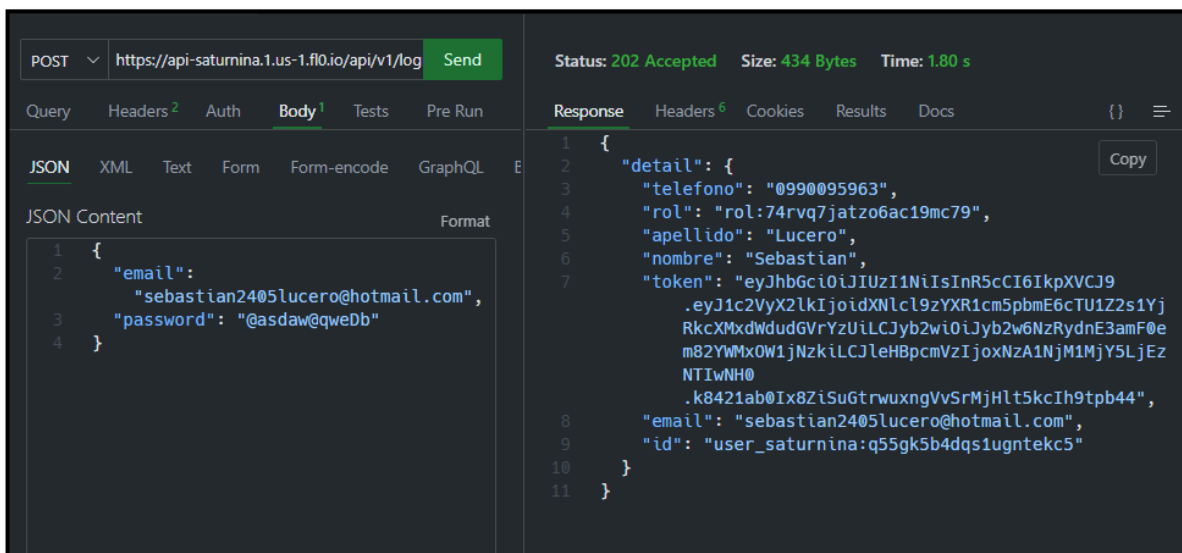 POST https://api-saturnina.1.us-1.fl0.io/api/v1/log Send
Query Headers 2 Auth Body 1 Tests Pre Run
JSON XML Text Form Form-encode GraphQL
JSON Content Format
1 {
2 "email":
"sebastian2405lucero@hotmail.com",
3 "password": "@asdaw@qweDb"
4 }
Status: 202 Accepted Size: 434 Bytes Time: 1.80 s
Response Headers 6 Cookies Results Docs { }
Copy
1 {
2 "detail": {
3 "telefono": "0990095963",
4 "rol": "rol:74rvq7jatzo6ac19mc79",
5 "apellido": "Lucero",
6 "nombre": "Sebastian",
7 "token": "eyJhbGciOiJIUzI1NiIsInR5cCI6IkpXVCJ9
.eyJ1c2VyX2lkIjoidXNlcl9zYXR1cm5pbmE6cTU1Z2s1Yj
RkcXMxdWdudGVrYzUiLCJyb2wiOiJyb2w6NzRydnE3amF0e
m82YWMxOW1jNzkiLCJleHBpcmVzIjoxNzA1NjM1MjY5LjEz
NTIwNH0
.k8421ab0Ix8ZiSuGtrwuxngVvSrMjHlt5kcIh9tpb44",
8 "email": "sebastian2405lucero@hotmail.com",
9 "id": "user_saturnina:q55gk5b4dqs1ugntekc5"
10 }
11 }